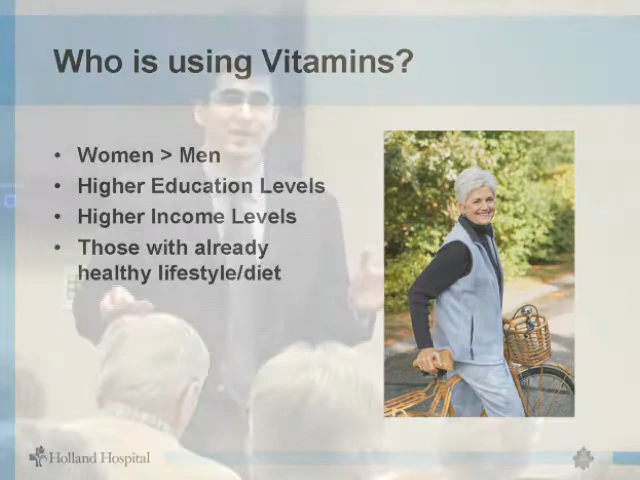 Who is using Vitamins?
• Women > Men
• Higher Education Levels
• Higher Income Levels
• Those with already
healthy lifestyle/diet
Holland Hospital